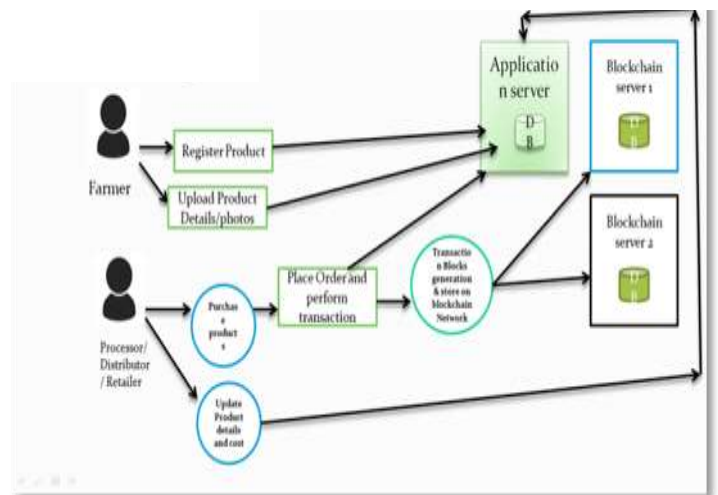 Applicatio
n server
D
B
Blockchain
server 1
D
B
Farmer
Register Product
Upload Product
Details/photos
Blockchain
server 2
D
B
Processor/
Distributor
/ Retailer
Purchas
e
product
s
Place Order and
perform
transaction
Transactio
n Blocks
generation
& store on
blockchain
Network
Update
Product
details
and cost